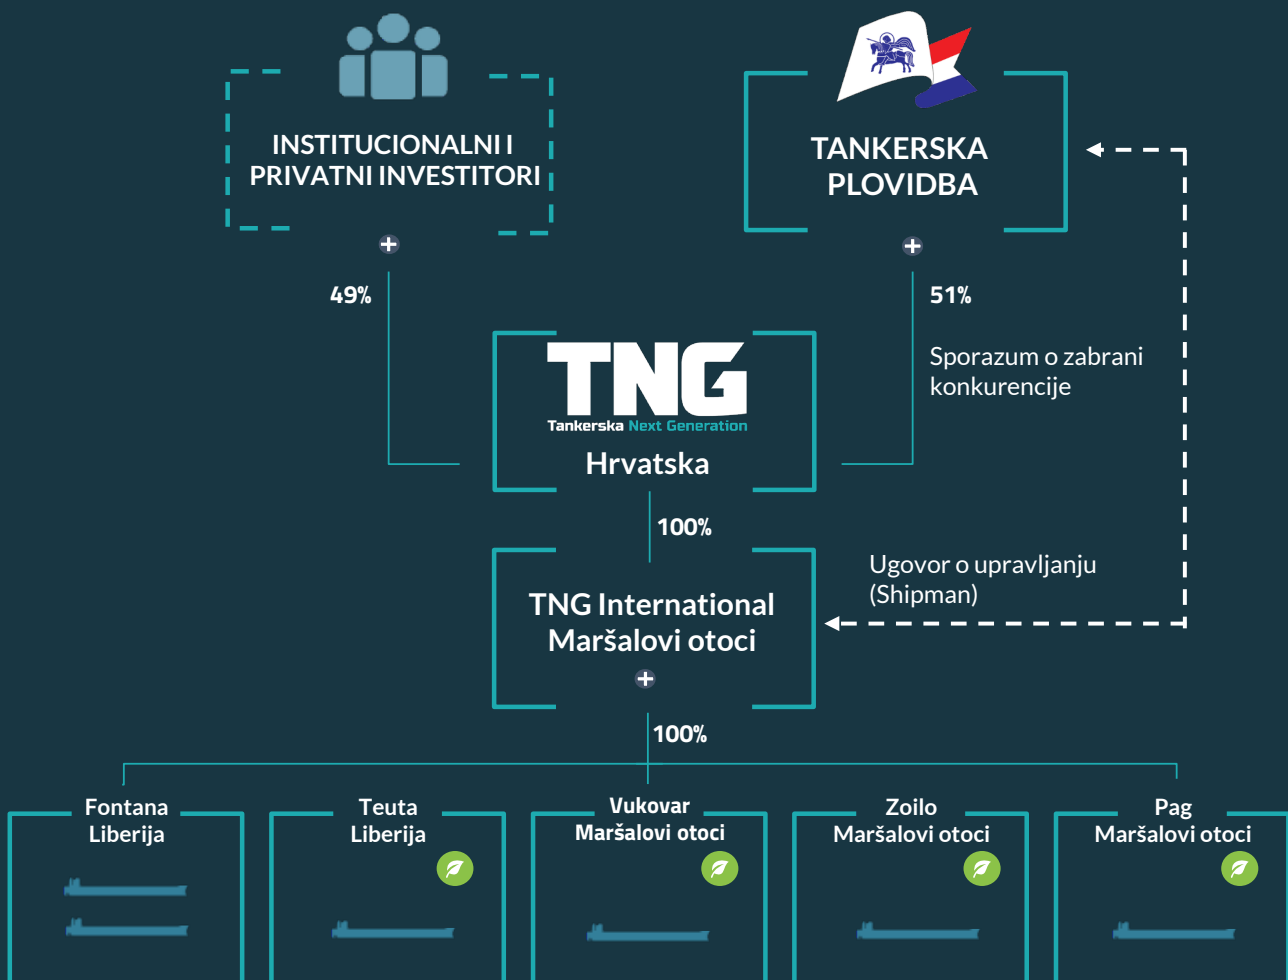 INSTITUCIONALNI I
PRIVATNI INVESTITORI
TANKERSKA
PLOVIDBA
49%
51%
Sporazum o zabrani
konkurencije
TNG
Tankerska Next Generation
Hrvatska
100%
Ugovor o upravljanju
(Shipman)
TNG International
Maršalovi otoci
100%
Fontana
Liberija
Teuta
Liberija
Vukovar
Maršalovi otoci
Zoilo
Maršalovi otoci
Pag
Maršalovi otoci